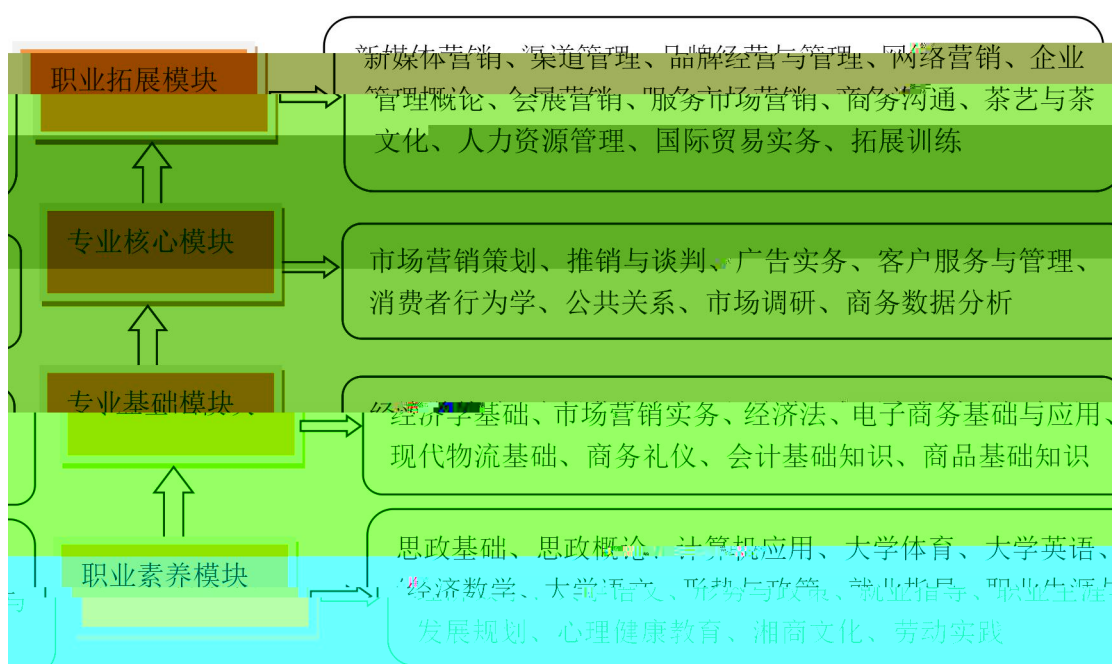 职业拓展模块
新媒体营销、渠道管理、品牌经营与管理、网络营销、企业
管理概论、会展营销、服务市场营销、商务沟通、茶艺与茶
文化、人力资源管理、国际贸易实务、拓展训练
专业核心模块
市场营销策划、推销与谈判、广告实务、客户服务与管理、
消费者行为学、公共关系、市场调研、商务数据分析
专业基础模块
经济学基础、市场营销实务、经济法、电子商务基础与应用、
现代物流基础、商务礼仪、会计基础知识、商品基础知识
职业素养模块
思政基础、思政概论、计算机应用、大学体育、大学英语、
经济数学、大学语文、形势与政策、就业指导、职业生涯与
发展规划、心理健康教育、湘商文化、劳动实践
与